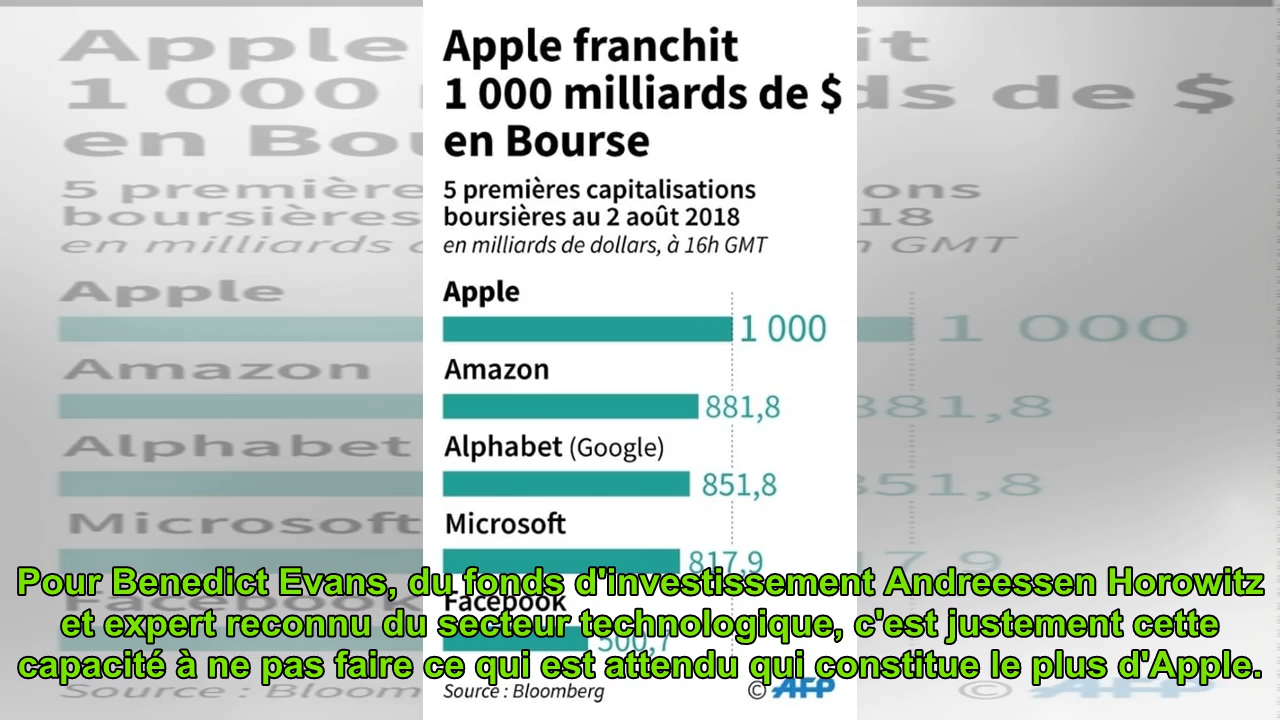 Apple franchit
1 000 milliards de $
en Bourse
5 premières capitalisations
boursières au 2 août 2018
en milliards de dollars, à 16h GMT
Apple
1 000
Amazon
881,8
Alphabet (Google)
851,8
Microsoft
817,9
Facebook
500,7
Source : Bloomberg
© AFP
Pour Benedict Evans, du fonds d'investissement Andreessen Horowitz
et expert reconnu du secteur technologique, c'est justement cette
capacité à ne pas faire ce qui est attendu qui constitue le plus d'Apple.